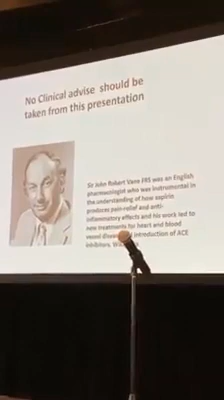 No Clinical advise should be
taken from this presentation
Sir John Robert Vane FRS was an English
pharmacologist who was instrumental in
the understanding of how aspirin
produces pain-relief and anti-
inflammatory effects and his work led to
new treatments for heart and blood
vessel introduction of ACE
inhibitors.